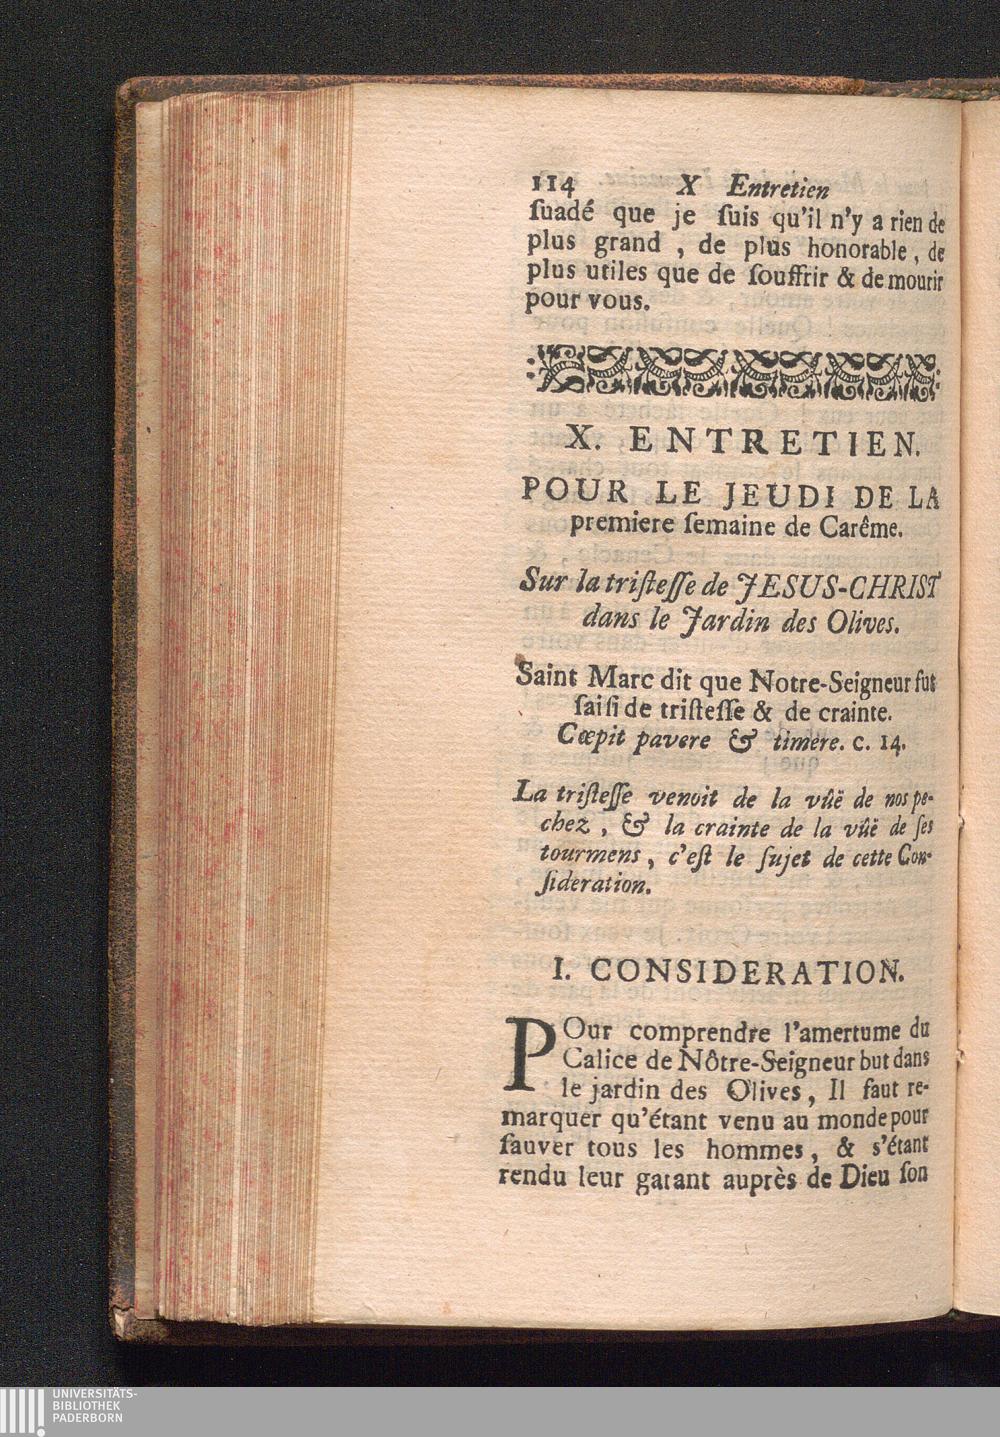 114 X Entretien
ſuadé que je ſuis qu'il n'y a rien de
plus grand , de plus honorable , de
plus utiles que de ſouffrir & de mourir
pour vous.
X. ENTRETIEN.
POUR LE JEUDI DE LA
premiere ſemaine de Carême.
Sur la triſteſſe de JESUS-CHRIST
dans le Jardin des Olives.
Saint Marc dit que Notre-Seigneur fut
ſaiſi de triſteſſe & de crainte.
Cœpit pavere & timere. c. 14.
La triſteſſe venoit de la vûë de nos pe-
chez , & la crainte de la vûë de ſes
tourmens , c'eſt le ſujet de cette Con-
ſideration.
I. CONSIDERATION.
POur comprendre l'amertume du
Calice de Nôtre-Seigneur but dans
le jardin des Olives, Il faut re-
marquer qu'étant venu au monde pour
ſauver tous les hommes, & s'étant
rendu leur garant auprès de Dieu ſon
UNIVERSITÄTS-
BIBLIOTHEK
PADERBORN